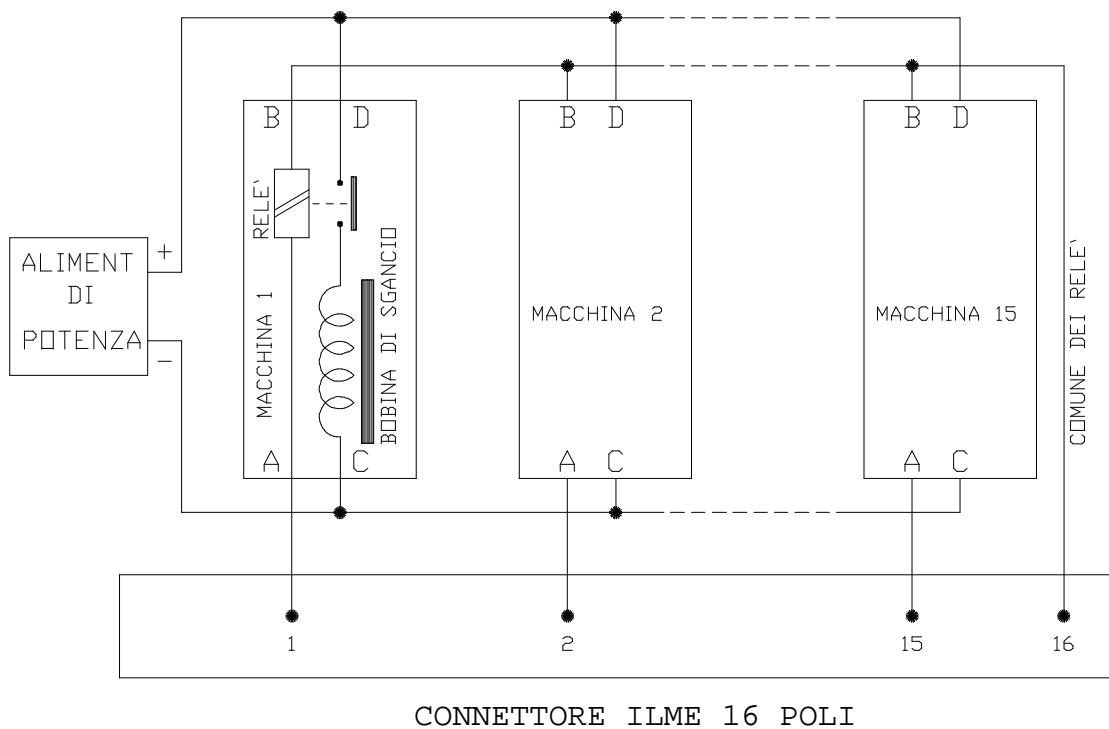 B D
B D
B D
RELE`
MACCHINA 1
BOBINA DI SGANCIO
A C
+
ALIMENT
DI
POTENZA
-
MACCHINA 2
A C
MACCHINA 15
A C
COMUNE DEI RELE`
1
2
15
16
CONNETTORE ILME 16 POLI